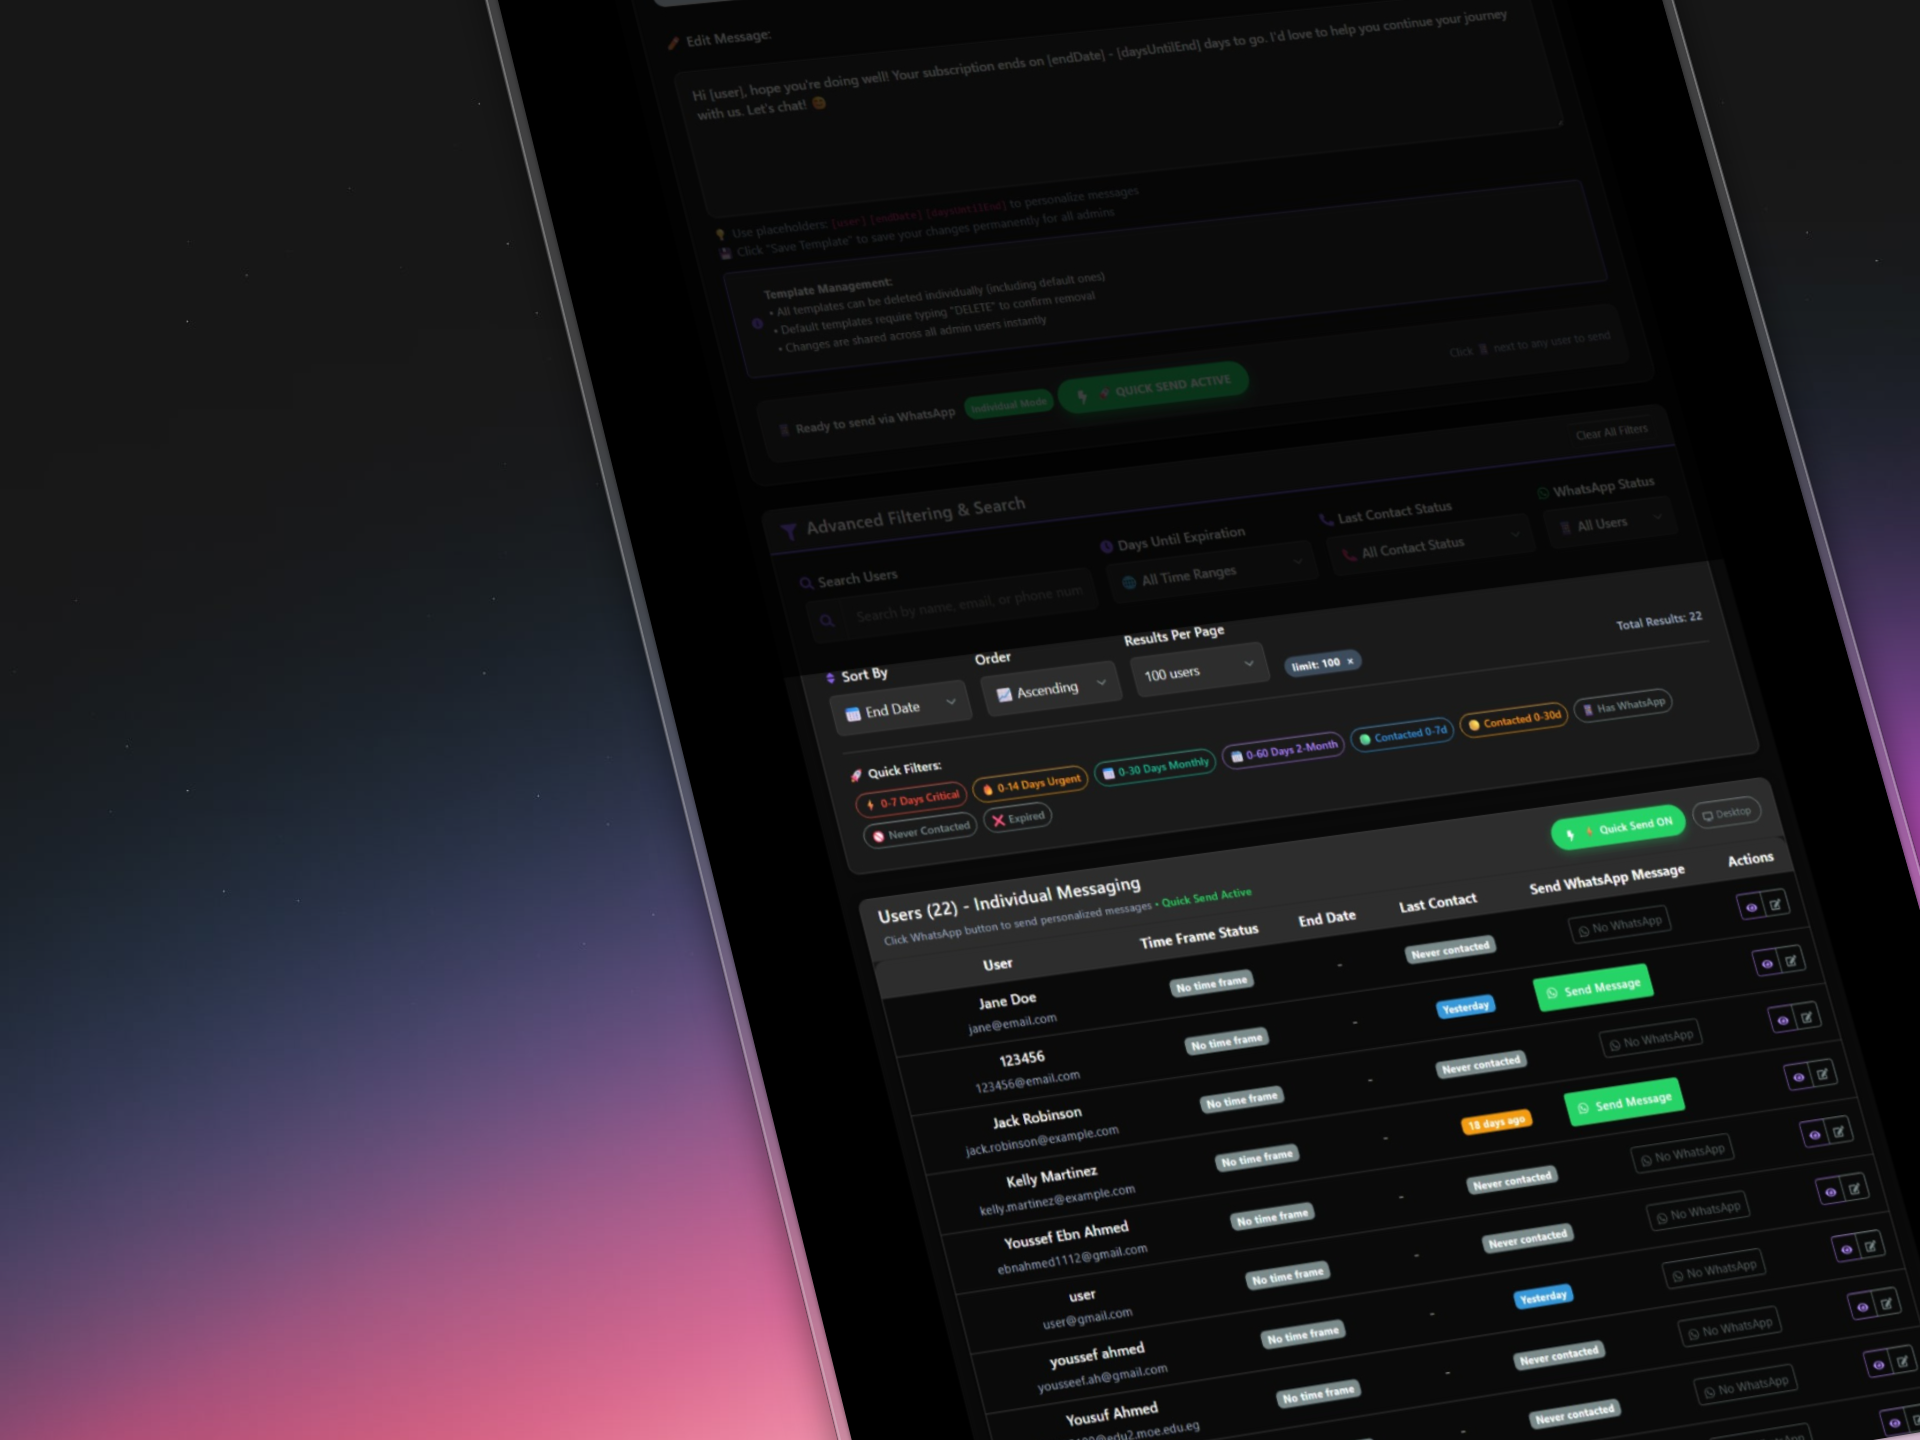 Edit Message:
Hi [user], hope you're doing well! Your subscription ends on [endDate] - [daysUntilEnd] days to go. I'd love to help you continue your journey
with us. Let's chat! 😊
Use placeholders: [user] [endDate] [daysUntilEnd] to personalize messages
Click "Save Template" to save your changes permanently for all admins
Template Management:
• All templates can be deleted individually (including default ones)
• Default templates require typing "DELETE" to confirm removal
• Changes are shared across all admin users instantly
Ready to send via WhatsApp Individual Mode QUICK SEND ACTIVE Click 📱 next to any user to send
Advanced Filtering & Search Clear All Filters
Search Users Days Until Expiration Last Contact Status WhatsApp Status
Search by name, email, or phone num All Time Ranges All Contact Status All Users
Sort By Order Results Per Page
End Date Ascending 100 users limit: 100 × Total Results: 22
Quick Filters:
0-7 Days Critical 0-14 Days Urgent 0-30 Days Monthly 0-60 Days 2-Month Contacted 0-7d Contacted 0-30d Has WhatsApp
Never Contacted Expired
Users (22) - Individual Messaging Quick Send ON Desktop
Click WhatsApp button to send personalized messages • Quick Send Active
User Time Frame Status End Date Last Contact Send WhatsApp Message Actions
Jane Doe No time frame - Never contacted No WhatsApp
jane@email.com
123456 No time frame - Yesterday Send Message
123456@email.com
Jack Robinson No time frame - Never contacted No WhatsApp
jack.robinson@example.com
Kelly Martinez No time frame - 18 days ago Send Message
kelly.martinez@example.com
Youssef Ebn Ahmed No time frame - Never contacted No WhatsApp
ebnahmed1112@gmail.com
user No time frame - Never contacted No WhatsApp
user@gmail.com
youssef ahmed No time frame - Yesterday No WhatsApp
yousseef.ah@gmail.com
Yousuf Ahmed No time frame - Never contacted No WhatsApp
@edu2.moe.edu.eg
- Never contacted No WhatsApp